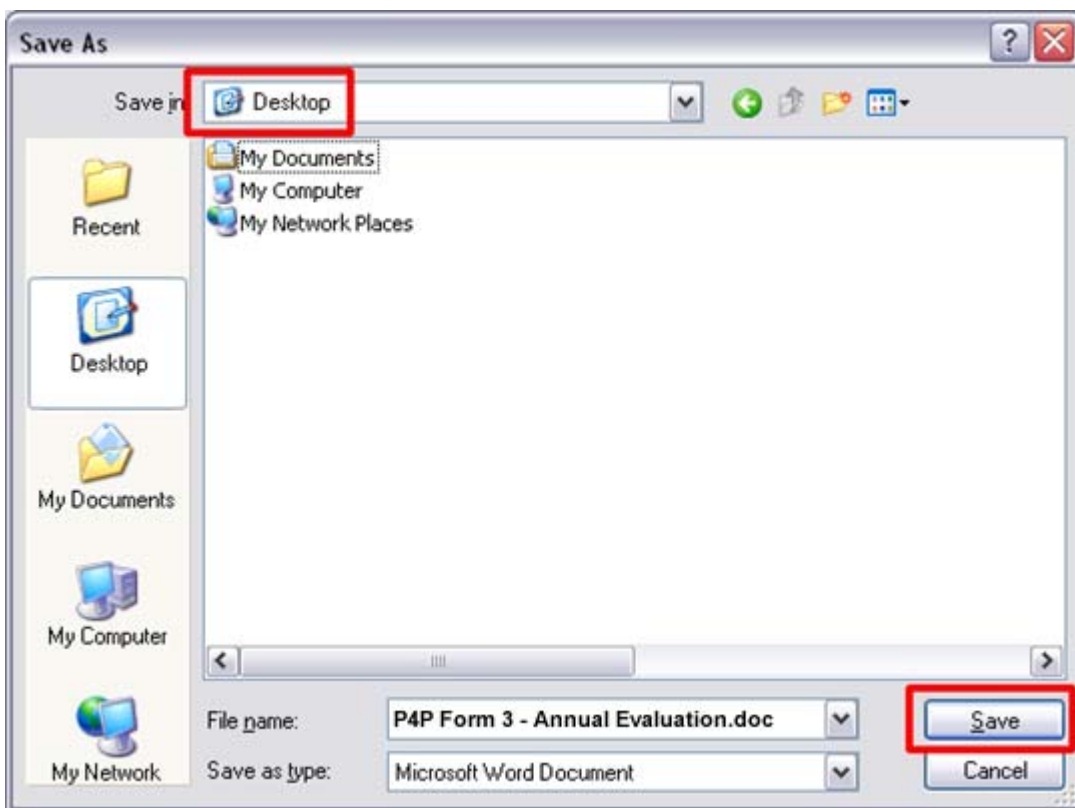 Save As
Save in
Desktop
My Documents
My Computer
My Network Places
Recent
Desktop
My Documents
My Computer
My Network
File name:
P4P Form 3 - Annual Evaluation.doc
Save
Save as type:
Microsoft Word Document
Cancel